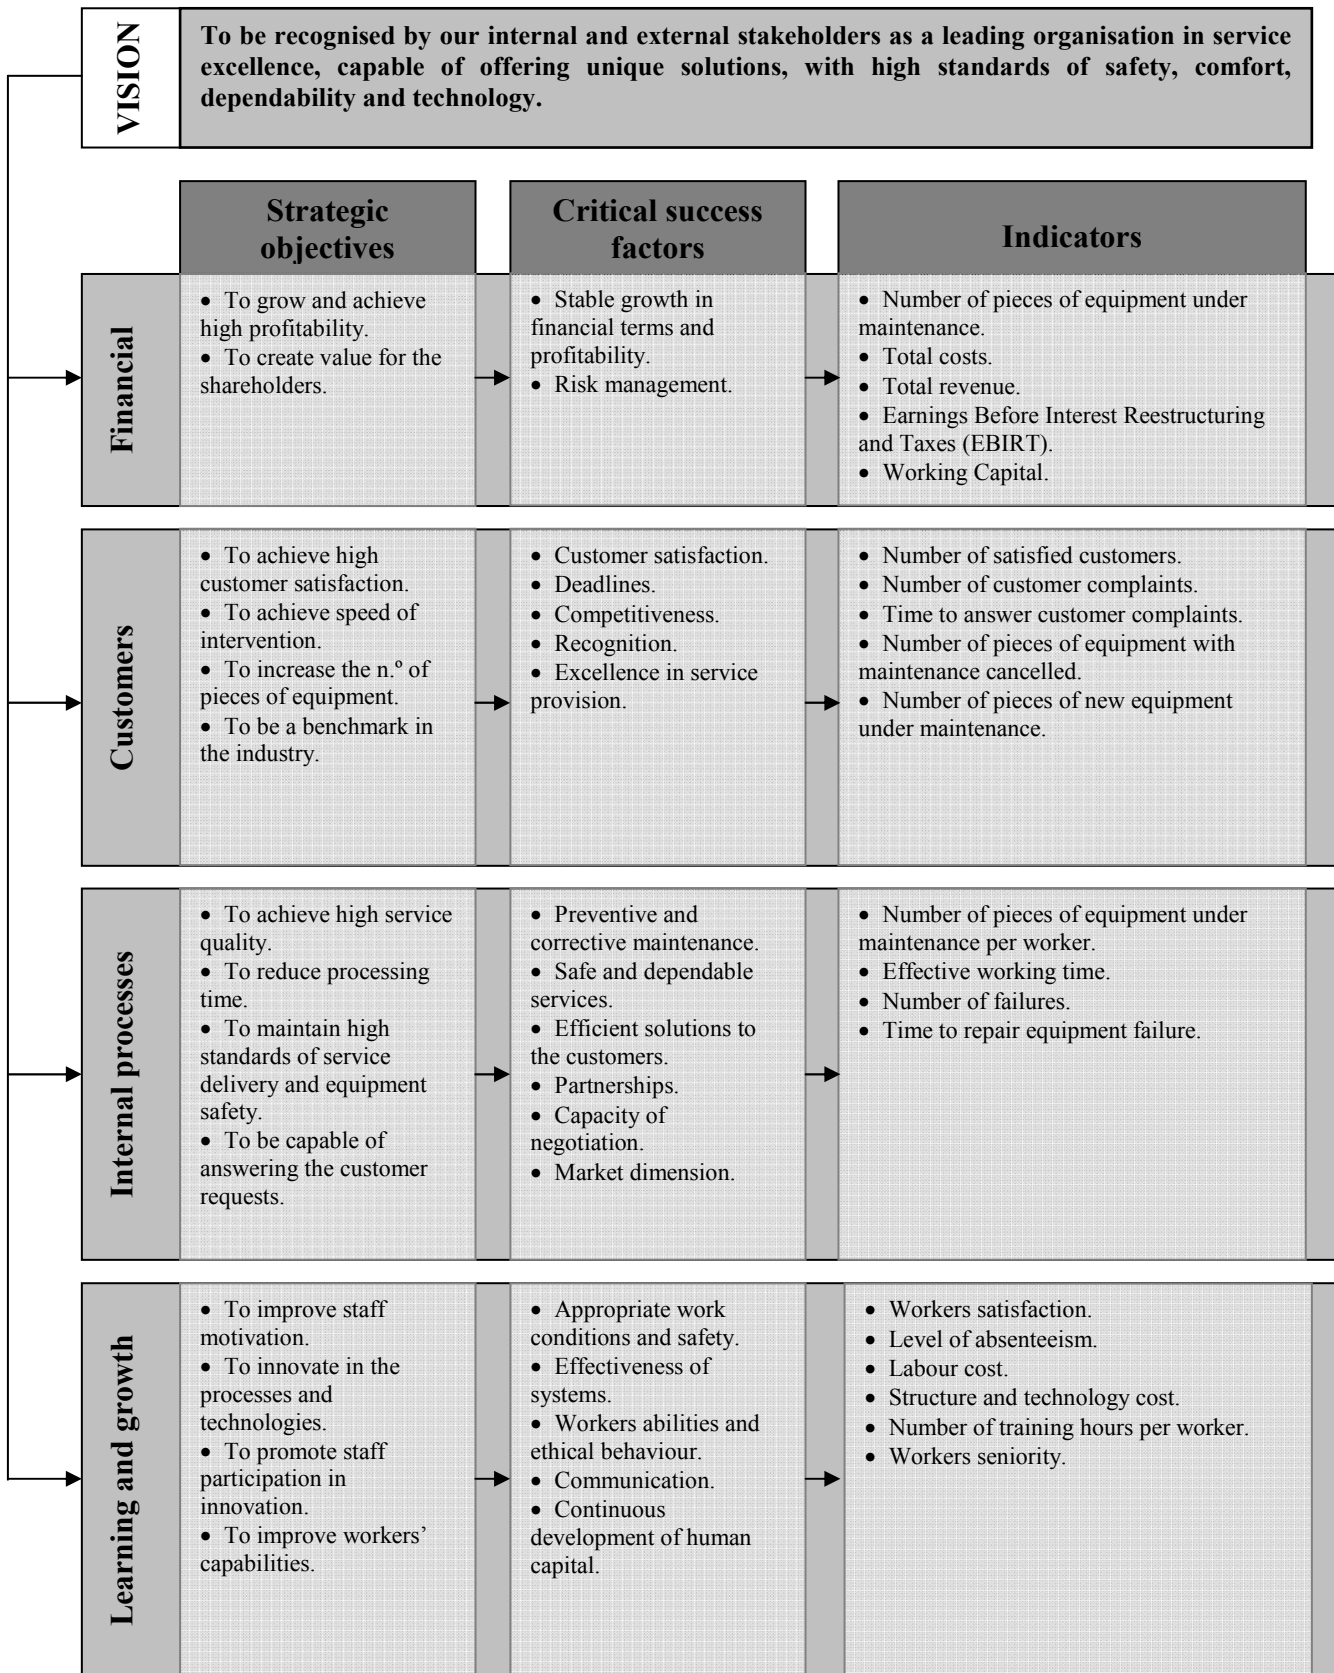 VISION
To be recognised by our internal and external stakeholders as a leading organisation in service
excellence, capable of offering unique solutions, with high standards of safety, comfort,
dependability and technology.
Strategic
objectives
Critical success
factors
Indicators
Financial
• To grow and achieve
high profitability.
• To create value for the
shareholders.
• Stable growth in
financial terms and
profitability.
• Risk management.
• Number of pieces of equipment under
maintenance.
• Total costs.
• Total revenue.
• Earnings Before Interest Reestructuring
and Taxes (EBIRT).
• Working Capital.
Customers
• To achieve high
customer satisfaction.
• To achieve speed of
intervention.
• To increase the n.º of
pieces of equipment.
• To be a benchmark in
the industry.
• Customer satisfaction.
• Deadlines.
• Competitiveness.
• Recognition.
• Excellence in service
provision.
• Number of satisfied customers.
• Number of customer complaints.
• Time to answer customer complaints.
• Number of pieces of equipment with
maintenance cancelled.
• Number of pieces of new equipment
under maintenance.
Internal processes
• To achieve high service
quality.
• To reduce processing
time.
• To maintain high
standards of service
delivery and equipment
safety.
• To be capable of
answering the customer
requests.
• Preventive and
corrective maintenance.
• Safe and dependable
services.
• Efficient solutions to
the customers.
• Partnerships.
• Capacity of
negotiation.
• Market dimension.
• Number of pieces of equipment under
maintenance per worker.
• Effective working time.
• Number of failures.
• Time to repair equipment failure.
Learning and growth
• To improve staff
motivation.
• To innovate in the
processes and
technologies.
• To promote staff
participation in
innovation.
• To improve workers’
capabilities.
• Appropriate work
conditions and safety.
• Effectiveness of
systems.
• Workers abilities and
ethical behaviour.
• Communication.
• Continuous
development of human
capital.
• Workers satisfaction.
• Level of absenteeism.
• Labour cost.
• Structure and technology cost.
• Number of training hours per worker.
• Workers seniority.